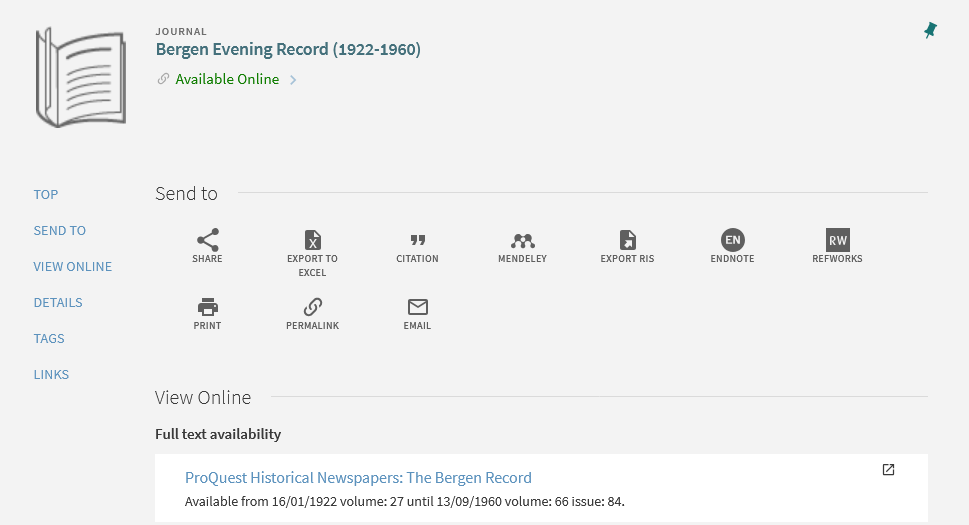 JOURNAL
Bergen Evening Record (1922-1960)
Available Online
TOP
SEND TO
VIEW ONLINE
DETAILS
TAGS
LINKS
Send to
SHARE
X
EXPORT TO
EXCEL
CITATION
MENDELEY
EXPORT RIS
EN
ENDNOTE
RW
REFWORKS
PRINT
PERMALINK
EMAIL
View Online
Full text availability
ProQuest Historical Newspapers: The Bergen Record
Available from 16/01/1922 volume: 27 until 13/09/1960 volume: 66 issue: 84.